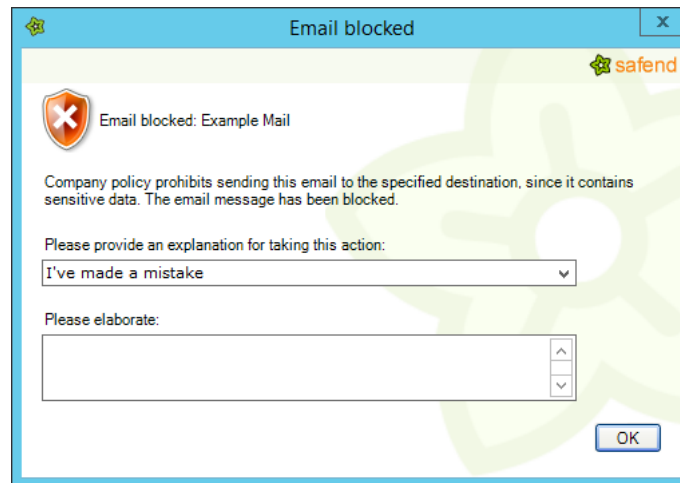 Email blocked
x
safend
Email blocked: Example Mail
Company policy prohibits sending this email to the specified destination, since it contains
sensitive data. The email message has been blocked.
Please provide an explanation for taking this action:
I've made a mistake
Please elaborate:
OK